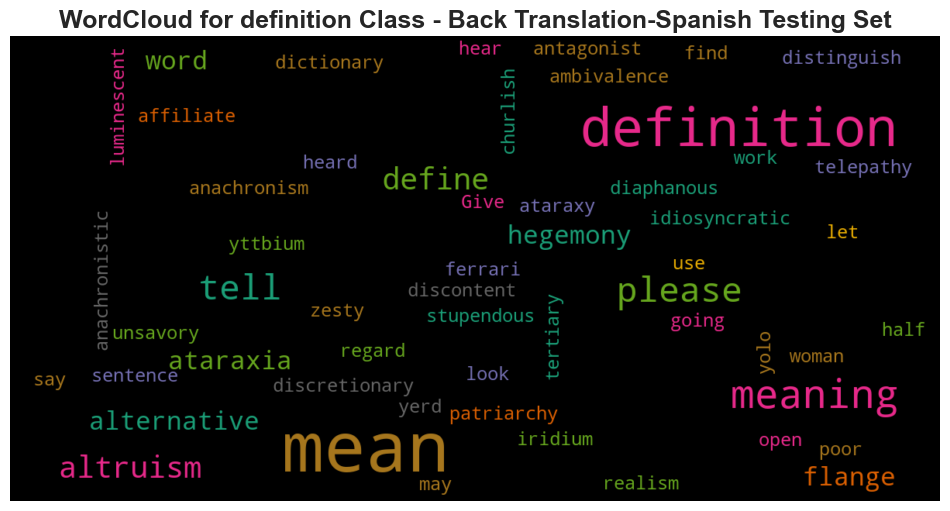 WordCloud for definition Class - Back Translation-Spanish Testing Set
hear
antagonist
find
word
dictionary
distinguish
luminescent
churlish
ambivalence
affiliate
definition
heard
work
telepathy
define
anachronism
diaphanous
Give
ataraxy
idiosyncratic
anachronistic
yttbium
hegemony
let
ferrari
use
tell
discontent
please
zesty
stupendous
tertiary
going
unsavory
half
ataraxia
regard
yolo
woman
say
sentence
look
discretionary
meaning
yerd
patriarchy
alternative
mean
iridium
open
poor
altruism
flange
may
realism